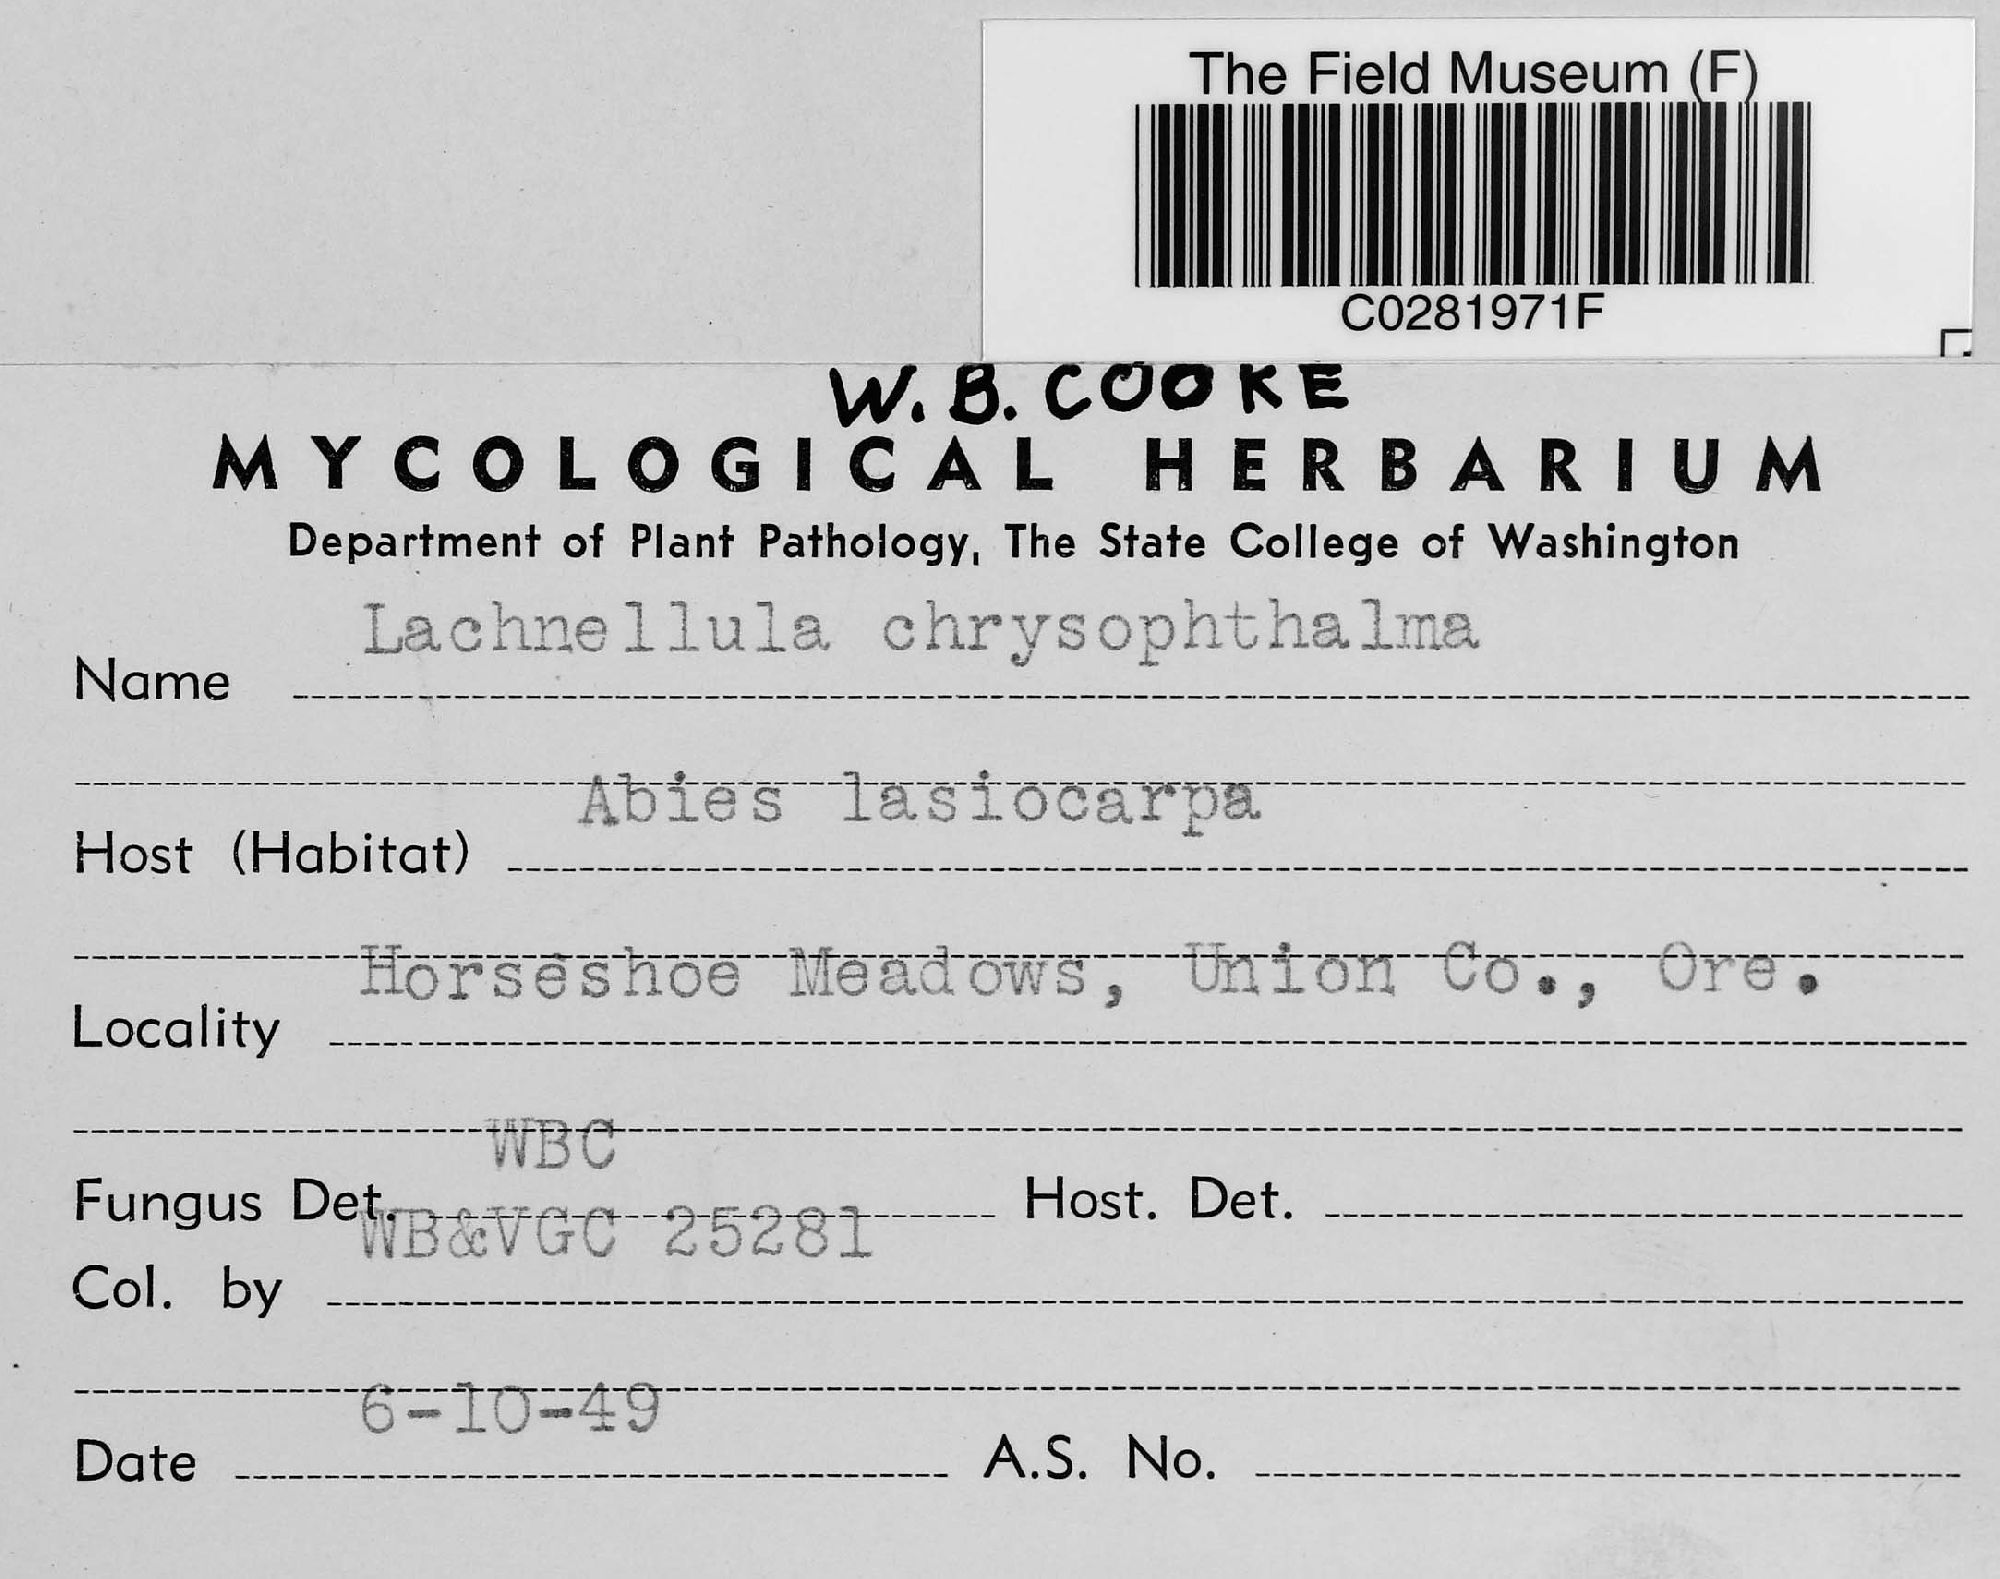 The Field Museum (F)
C0281971F
W. B. COOKE
MYCOLOGICAL HERBARIUM
Department of Plant Pathology, The State College of Washington
Name Lachnellula chrysophthalma
Host (Habitat) Abies lasiocarpa
Locality Horseshoe Meadows, Union Co., Ore.
Fungus Det. WBC Host. Det.
Col. by WB&VGC 25281
Date 6-10-49 A.S. No.